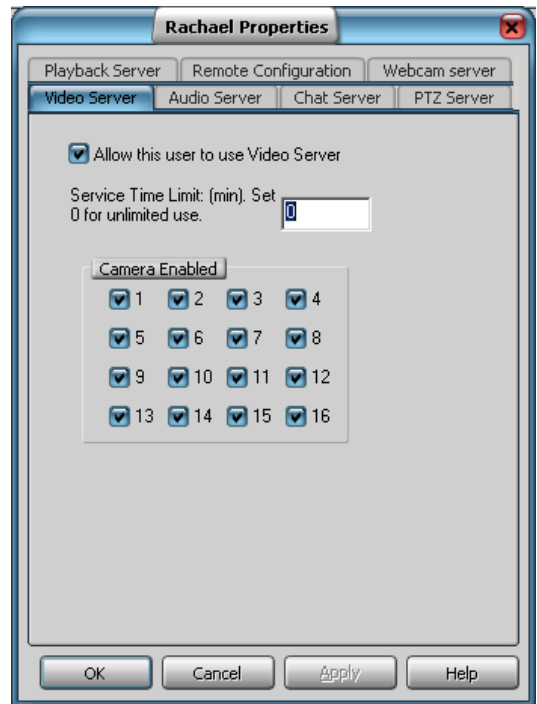 Rachael Properties
Playback Server Remote Configuration Webcam server
Video Server Audio Server Chat Server PTZ Server
Allow this user to use Video Server
Service Time Limit: (min). Set
0 for unlimited use.
0
Camera Enabled
1 2 3 4
5 6 7 8
9 10 11 12
13 14 15 16
OK Cancel Apply Help